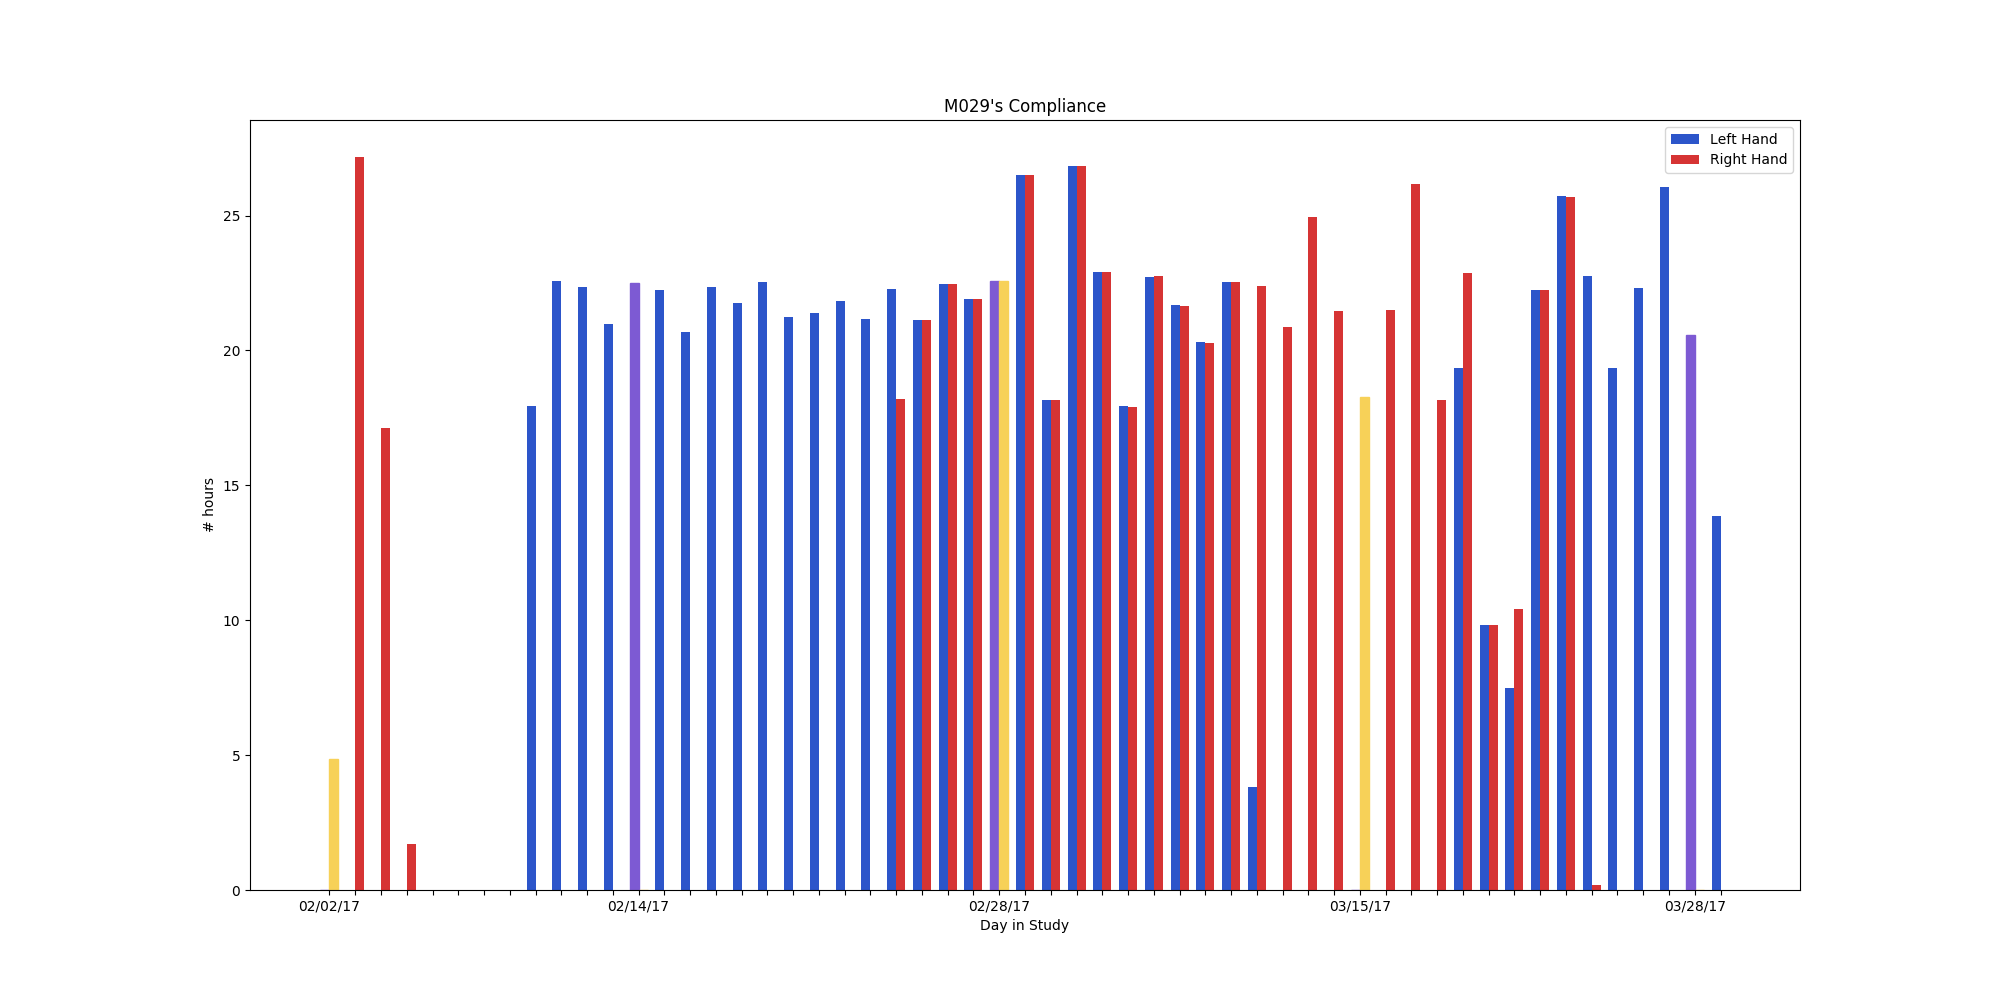 M029's Compliance
Left Hand
Right Hand
25
20
15
10
5
0
# hours
02/02/17 02/14/17 02/28/17 03/15/17 03/28/17
Day in Study